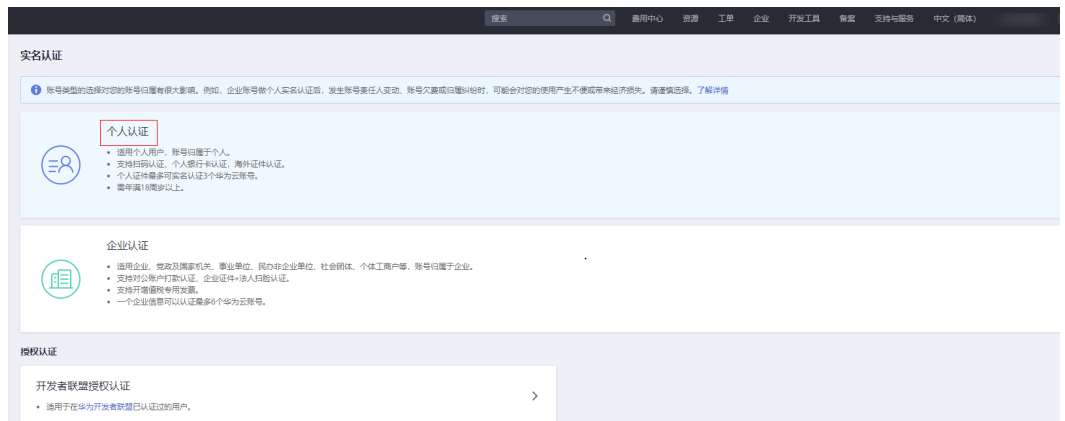 搜索 费用中心 资源 工单 企业 开发工具 备案 支持与服务 中文 (简体)
实名认证
账号类型的选择对您的账号归属有很大影响。例如，企业账号做个人实名认证后，发生账号责任人变动、账号欠费或归属纠纷时，可能会对您的使用产生不便或带来经济损失。请谨慎选择。了解详情
个人认证
• 适用个人用户，账号归属于个人。
• 支持扫码认证、个人银行卡认证，海外证件认证。
• 个人证件最多可实名认证3个华为云账号。
• 需年满18周岁以上。
企业认证
• 适用企业、党政及国家机关、事业单位、民办非企业单位、社会团体、个体工商户等，账号归属于企业。
• 支持对公账户打款认证、企业证件+法人扫脸认证。
• 支持开增值税专用发票。
• 一个企业信息可以认证最多6个华为云账号。
授权认证
开发者联盟授权认证
• 适用于在华为开发者联盟已认证过的用户。